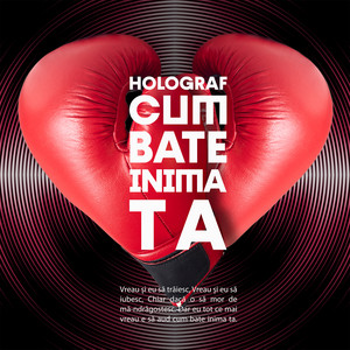 HOLOGRAF
CUM
BATE
INIMA
TA
Vreau și eu să trăiesc, Vreau și eu să
iubesc, Chiar dacă o să mor de
mă-ndrăgostesc. Dar eu tot ce mai
vreau e să aud cum bate inima ta.